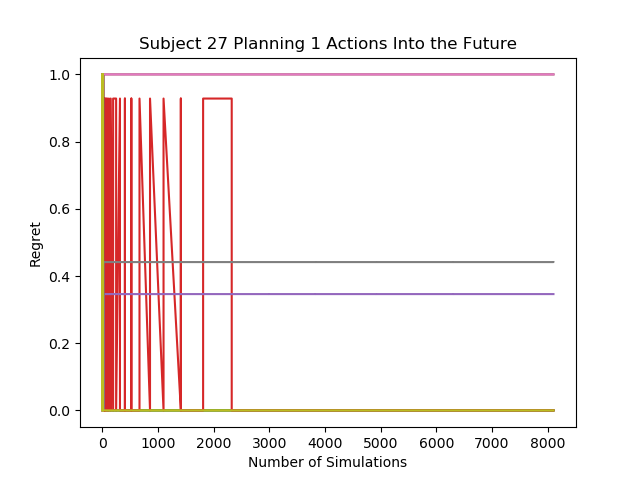 Subject 27 Planning 1 Actions Into the Future
1.0
0.8
0.6
0.4
0.2
0.0
Regret
0 1000 2000 3000 4000 5000 6000 7000 8000
Number of Simulations